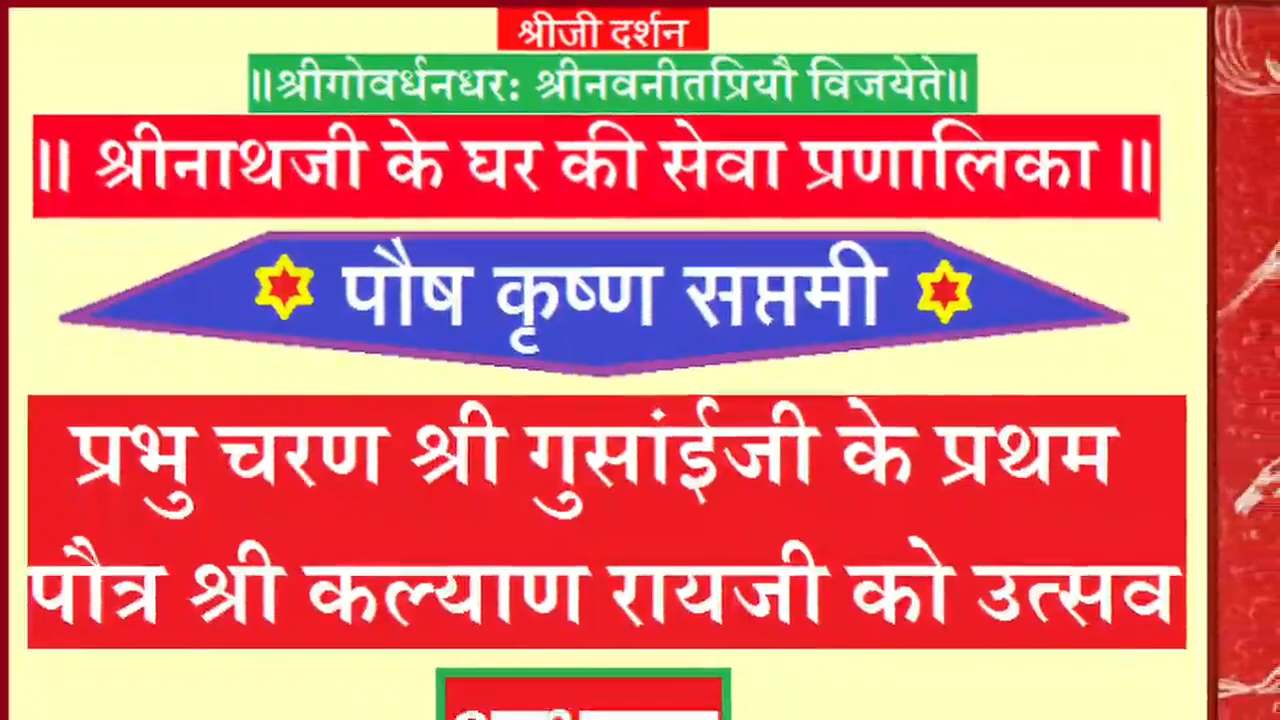 श्रीजी दर्शन
॥श्रीगोवर्धनधरः श्रीनवनीतप्रियौ विजयेते॥
|| श्रीनाथजी के घर की सेवा प्रणालिका ||
पौष कृष्ण सप्तमी
प्रभु चरण श्री गुसांईजी के प्रथम
पौत्र श्री कल्याण रायजी को उत्सव